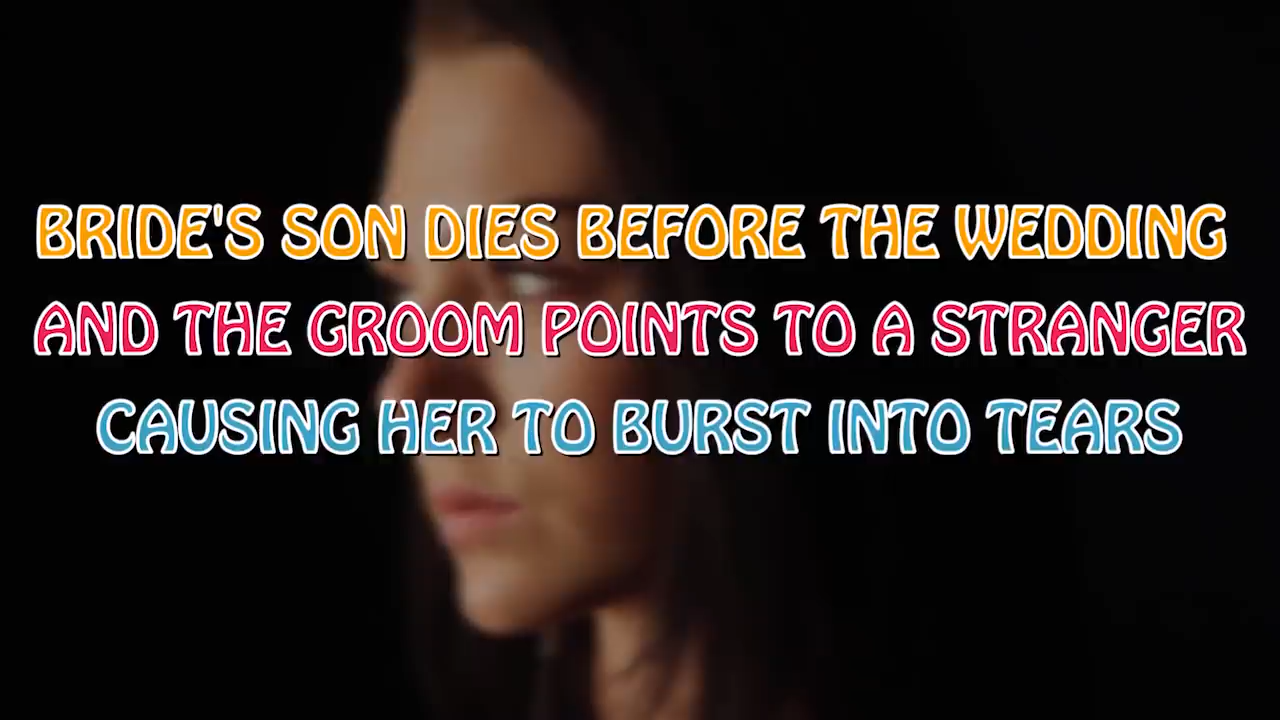 BRIDE'S SON DIES BEFORE THE WEDDING
AND THE GROOM POINTS TO A STRANGER
CAUSING HER TO BURST INTO TEARS